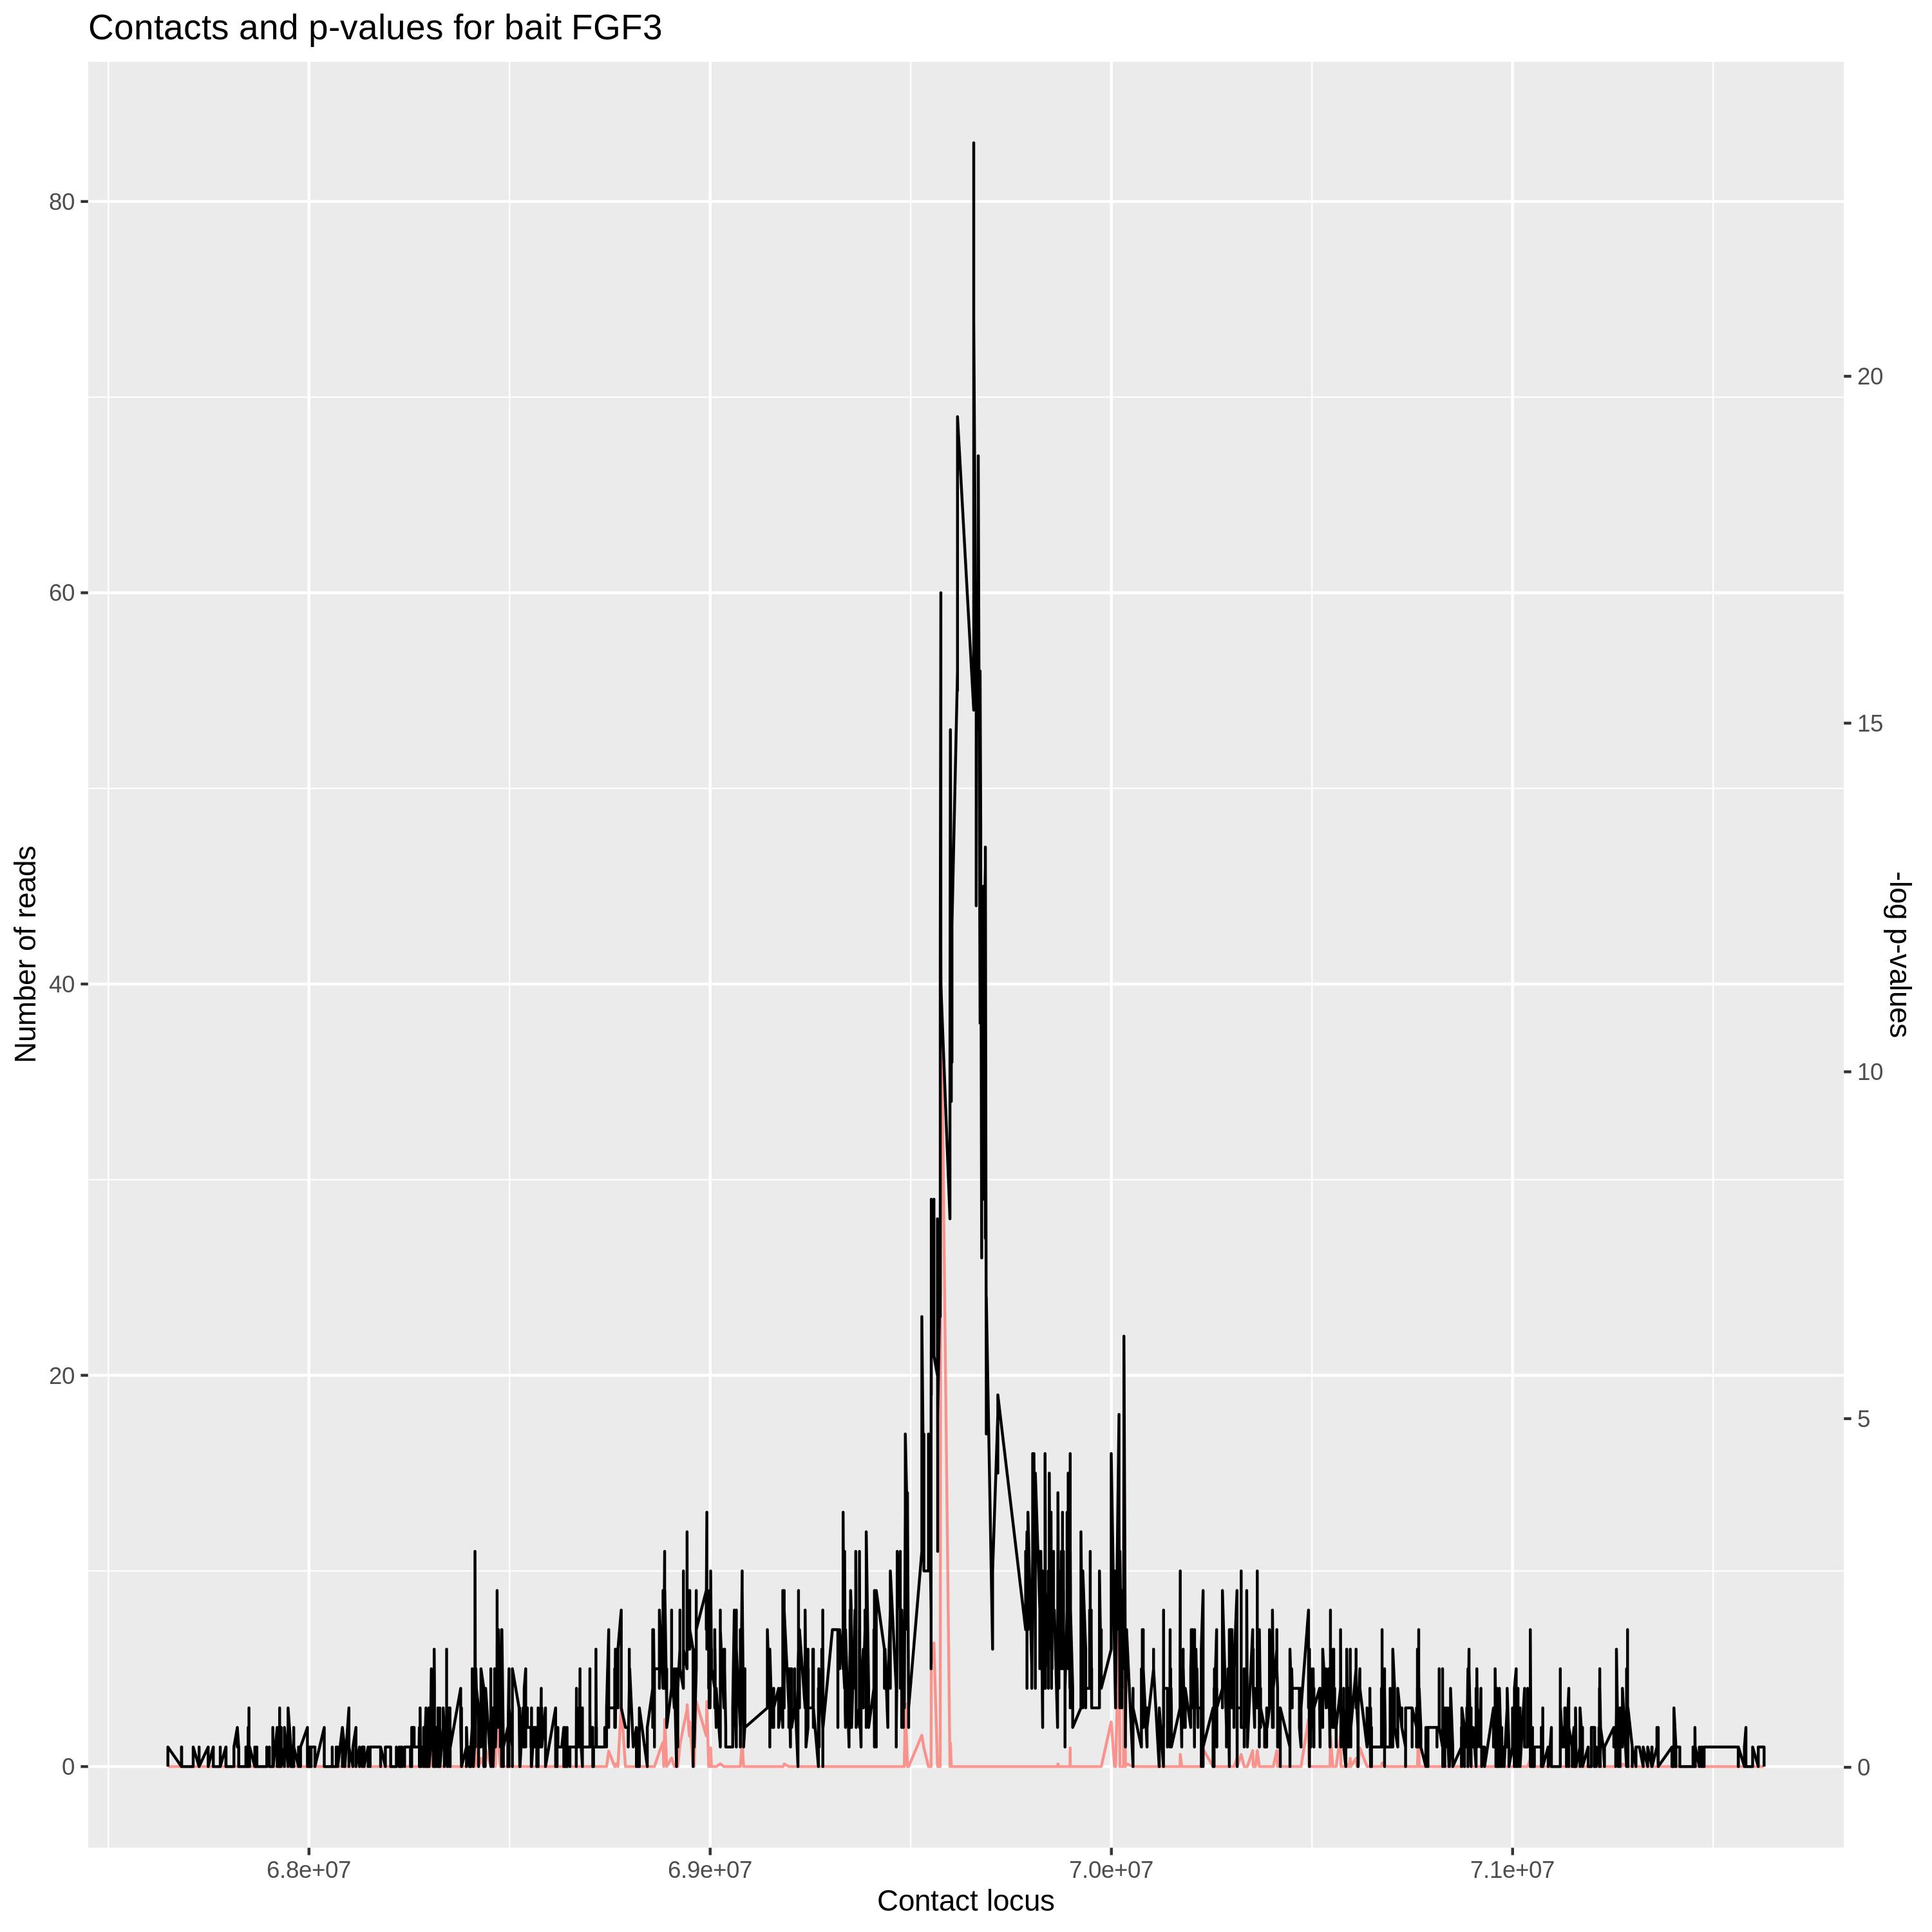 Contacts and p-values for bait FGF3
80
60
40
20
0
Number of reads
20
15
10
5
0
-log p-values
6.8e+07 6.9e+07 7.0e+07 7.1e+07
Contact locus